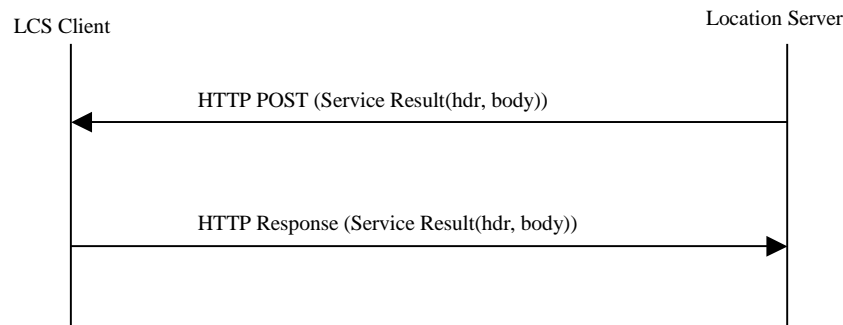 LCS Client
Location Server
HTTP POST (Service Result(hdr, body))
HTTP Response (Service Result(hdr, body))